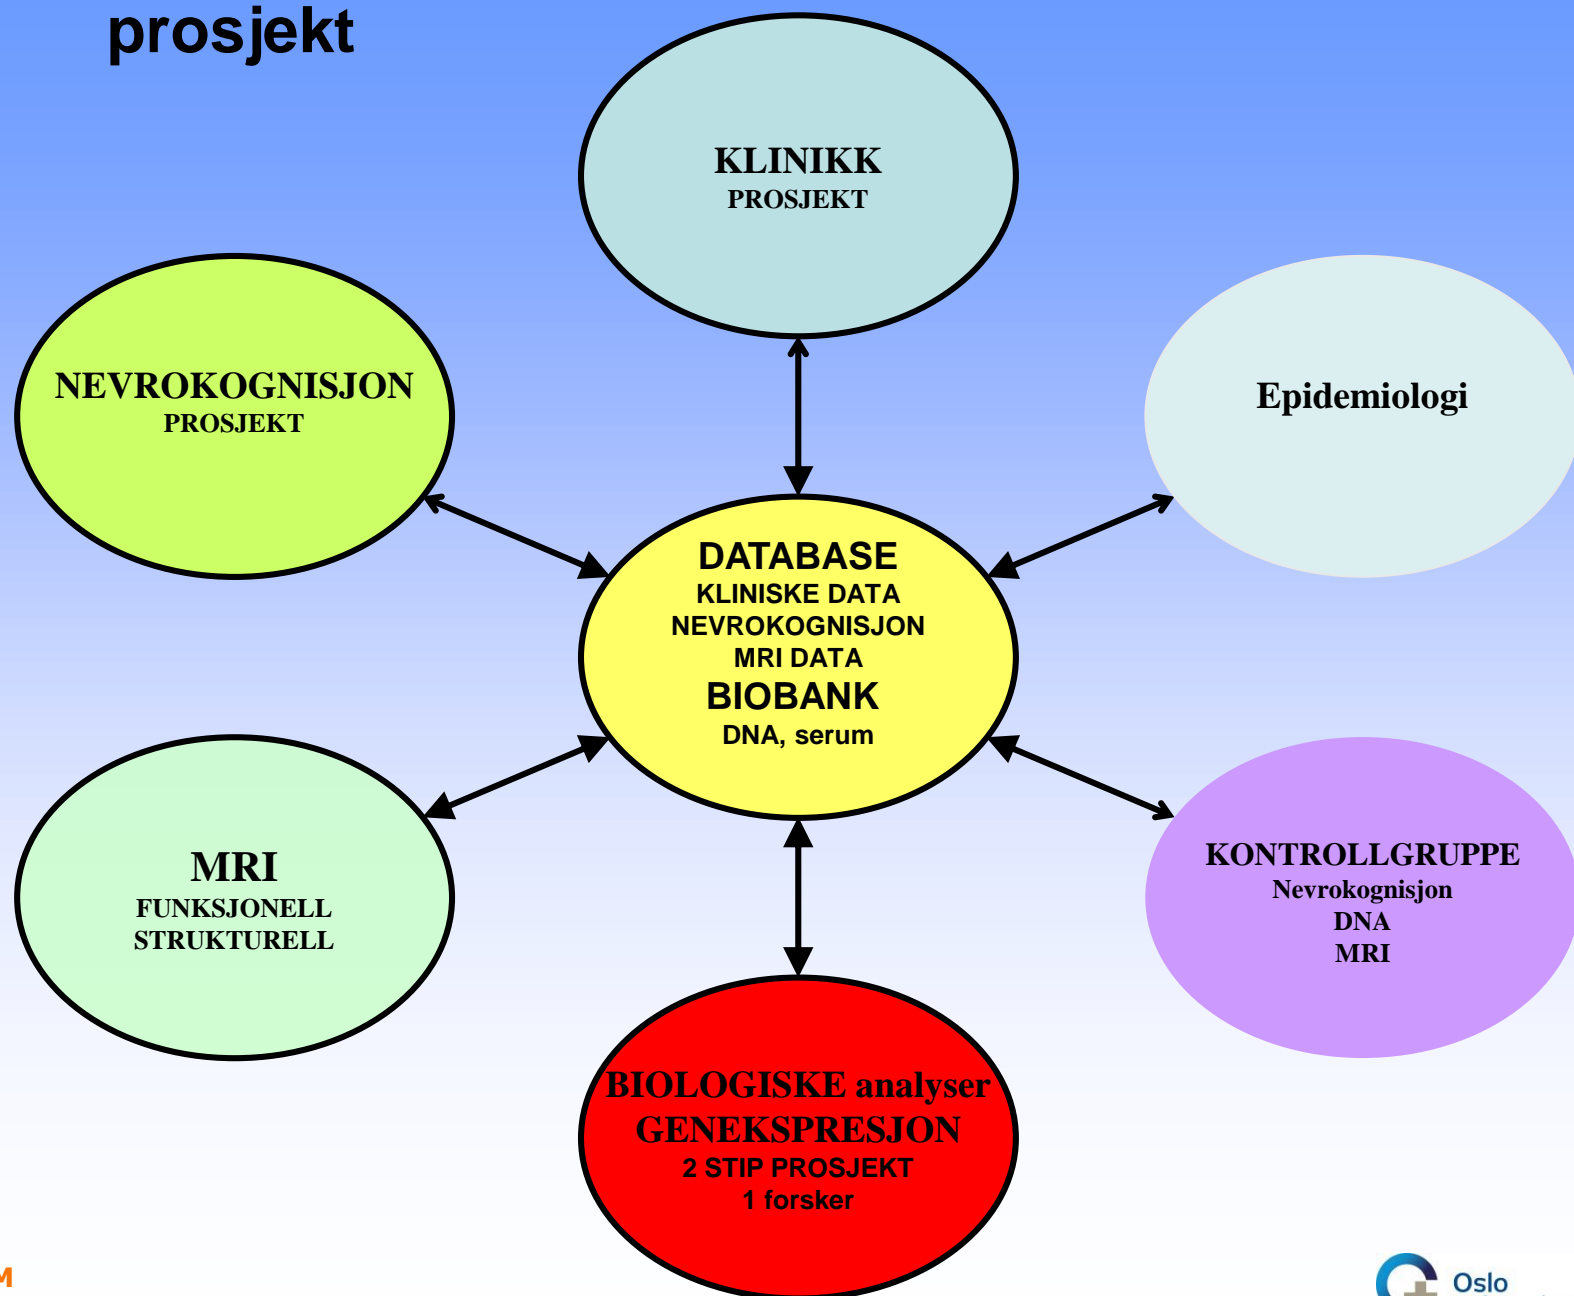 prosjekt
KLINIKK
PROSJEKT
NEVROKOGNISJON
PROSJEKT
Epidemiologi
DATABASE
KLINISKE DATA
NEVROKOGNISJON
MRI DATA
BIOBANK
DNA, serum
MRI
FUNKSJONELL
STRUKTURELL
KONTROLLGRUPPE
Nevrokognisjon
DNA
MRI
BIOLOGISKE analyser
GENEKSPRESJON
2 STIP PROSJEKT
1 forsker
M
Oslo